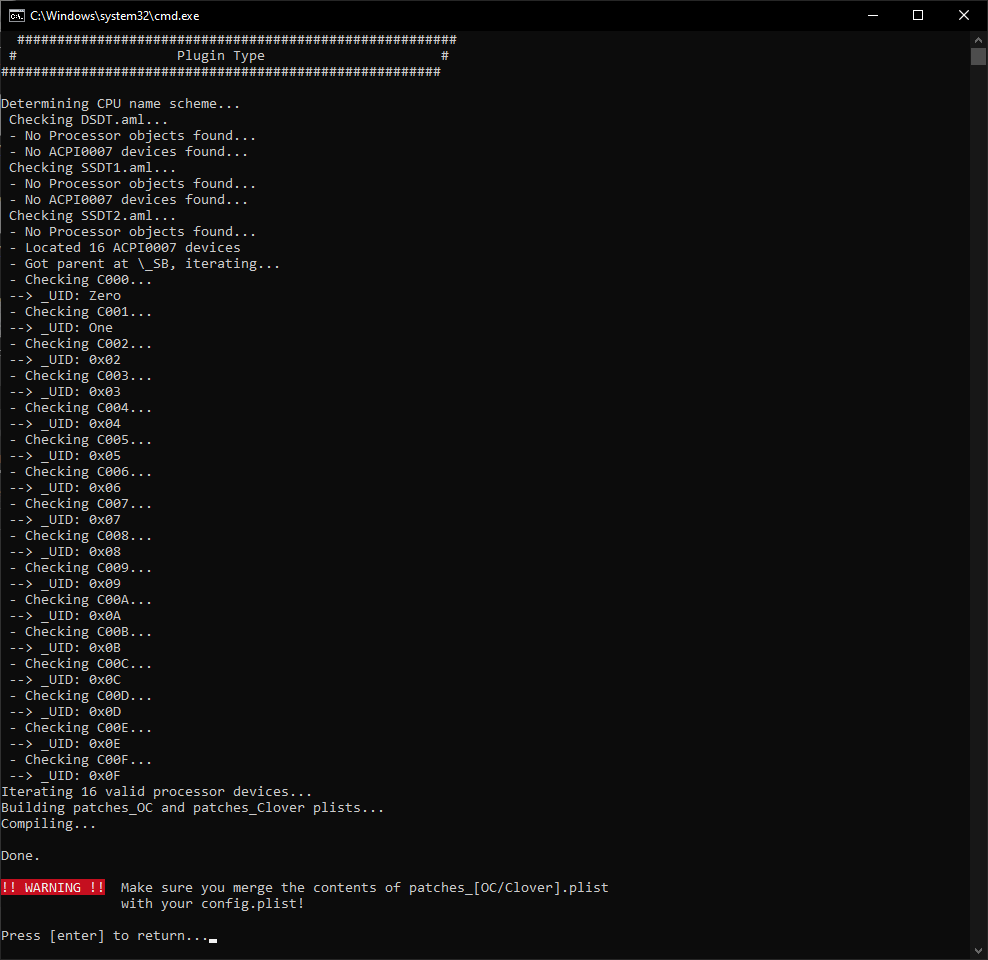 C:\Windows\system32\cmd.exe
#######################################################
# Plugin Type #
#######################################################
Determining CPU name scheme...
Checking DSDT.aml...
- No Processor objects found...
- No ACPI0007 devices found...
Checking SSDT1.aml...
- No Processor objects found...
- No ACPI0007 devices found...
Checking SSDT2.aml...
- No Processor objects found...
- Located 16 ACPI0007 devices
- Got parent at \_SB, iterating...
- Checking C000...
--> _UID: Zero
- Checking C001...
--> _UID: One
- Checking C002...
--> _UID: 0x02
- Checking C003...
--> _UID: 0x03
- Checking C004...
--> _UID: 0x04
- Checking C005...
--> _UID: 0x05
- Checking C006...
--> _UID: 0x06
- Checking C007...
--> _UID: 0x07
- Checking C008...
--> _UID: 0x08
- Checking C009...
--> _UID: 0x09
- Checking C00A...
--> _UID: 0x0A
- Checking C00B...
--> _UID: 0x0B
- Checking C00C...
--> _UID: 0x0C
- Checking C00D...
--> _UID: 0x0D
- Checking C00E...
--> _UID: 0x0E
- Checking C00F...
--> _UID: 0x0F
Iterating 16 valid processor devices...
Building patches_OC and patches_Clover plists...
Compiling...
Done.
!! WARNING !! Make sure you merge the contents of patches_[OC/Clover].plist
with your config.plist!
Press [enter] to return...